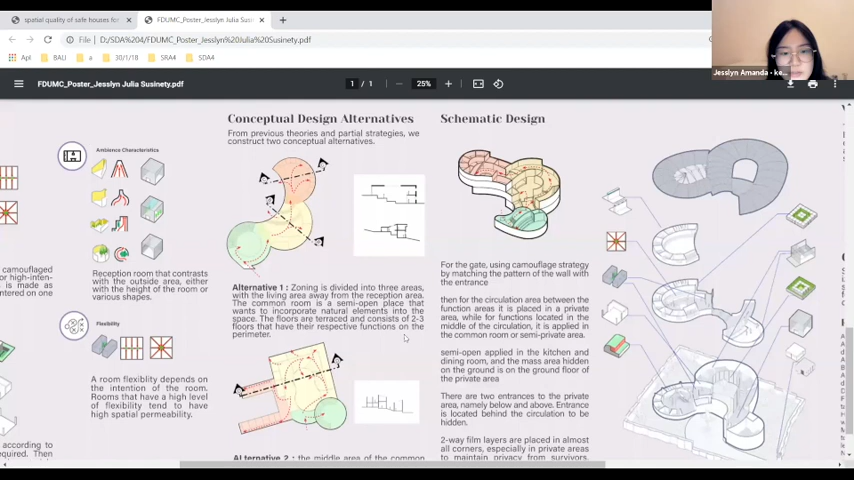 spatial quality of safe houses for
FDUMC_Poster_Jesslyn Julia Susi
File | D:/SDA%204/FDUMC_Poster_Jesslyn%20Julia%20Susinety.pdf
Apl
BALI
a
30/1/18
SRA4
SDA4
Jesslyn Amanda • ke...
FDUMC_Poster_Jesslyn Julia Susinety.pdf
1 / 1
25%
Ambience Characteristics
camouflaged
or high-inten-
is made as
ntered on one
Reception room that contrasts
with the outside area, either
with the height of the room or
various shapes.
Flexibility
A room flexiblity depends on
the intention of the room.
Rooms that have a high level
of flexibility tend to have
high spatial permeability.
according to
equired. Then
Conceptual Design Alternatives
From previous theories and partial strategies, we
construct two conceptual alternatives.
Alternative 1 : Zoning is divided into three areas,
with the living area away from the reception area.
The common room is a semi-open place that
wants to incorporate natural elements into the
space. The floors are terraced and consists of 2-3
floors that have their respective functions on the
perimeter.
Alternative 2 : the middle area of the common
Schematic Design
For the gate, using camouflage strategy
by matching the pattern of the wall with
the entrance
then for the circulation area between the
function areas it is placed in a private
area, while for functions located in the
middle of the circulation, it is applied in
the common room or semi-private area.
semi-open applied in the kitchen and
dining room, and the mass area hidden
on the ground is on the ground floor of
the private area
There are two entrances to the private
area, namely below and above. Entrance
is located behind the circulation to be
hidden.
2-way film layers are placed in almost
all corners, especially in private areas
to maintain privacy from survivors.